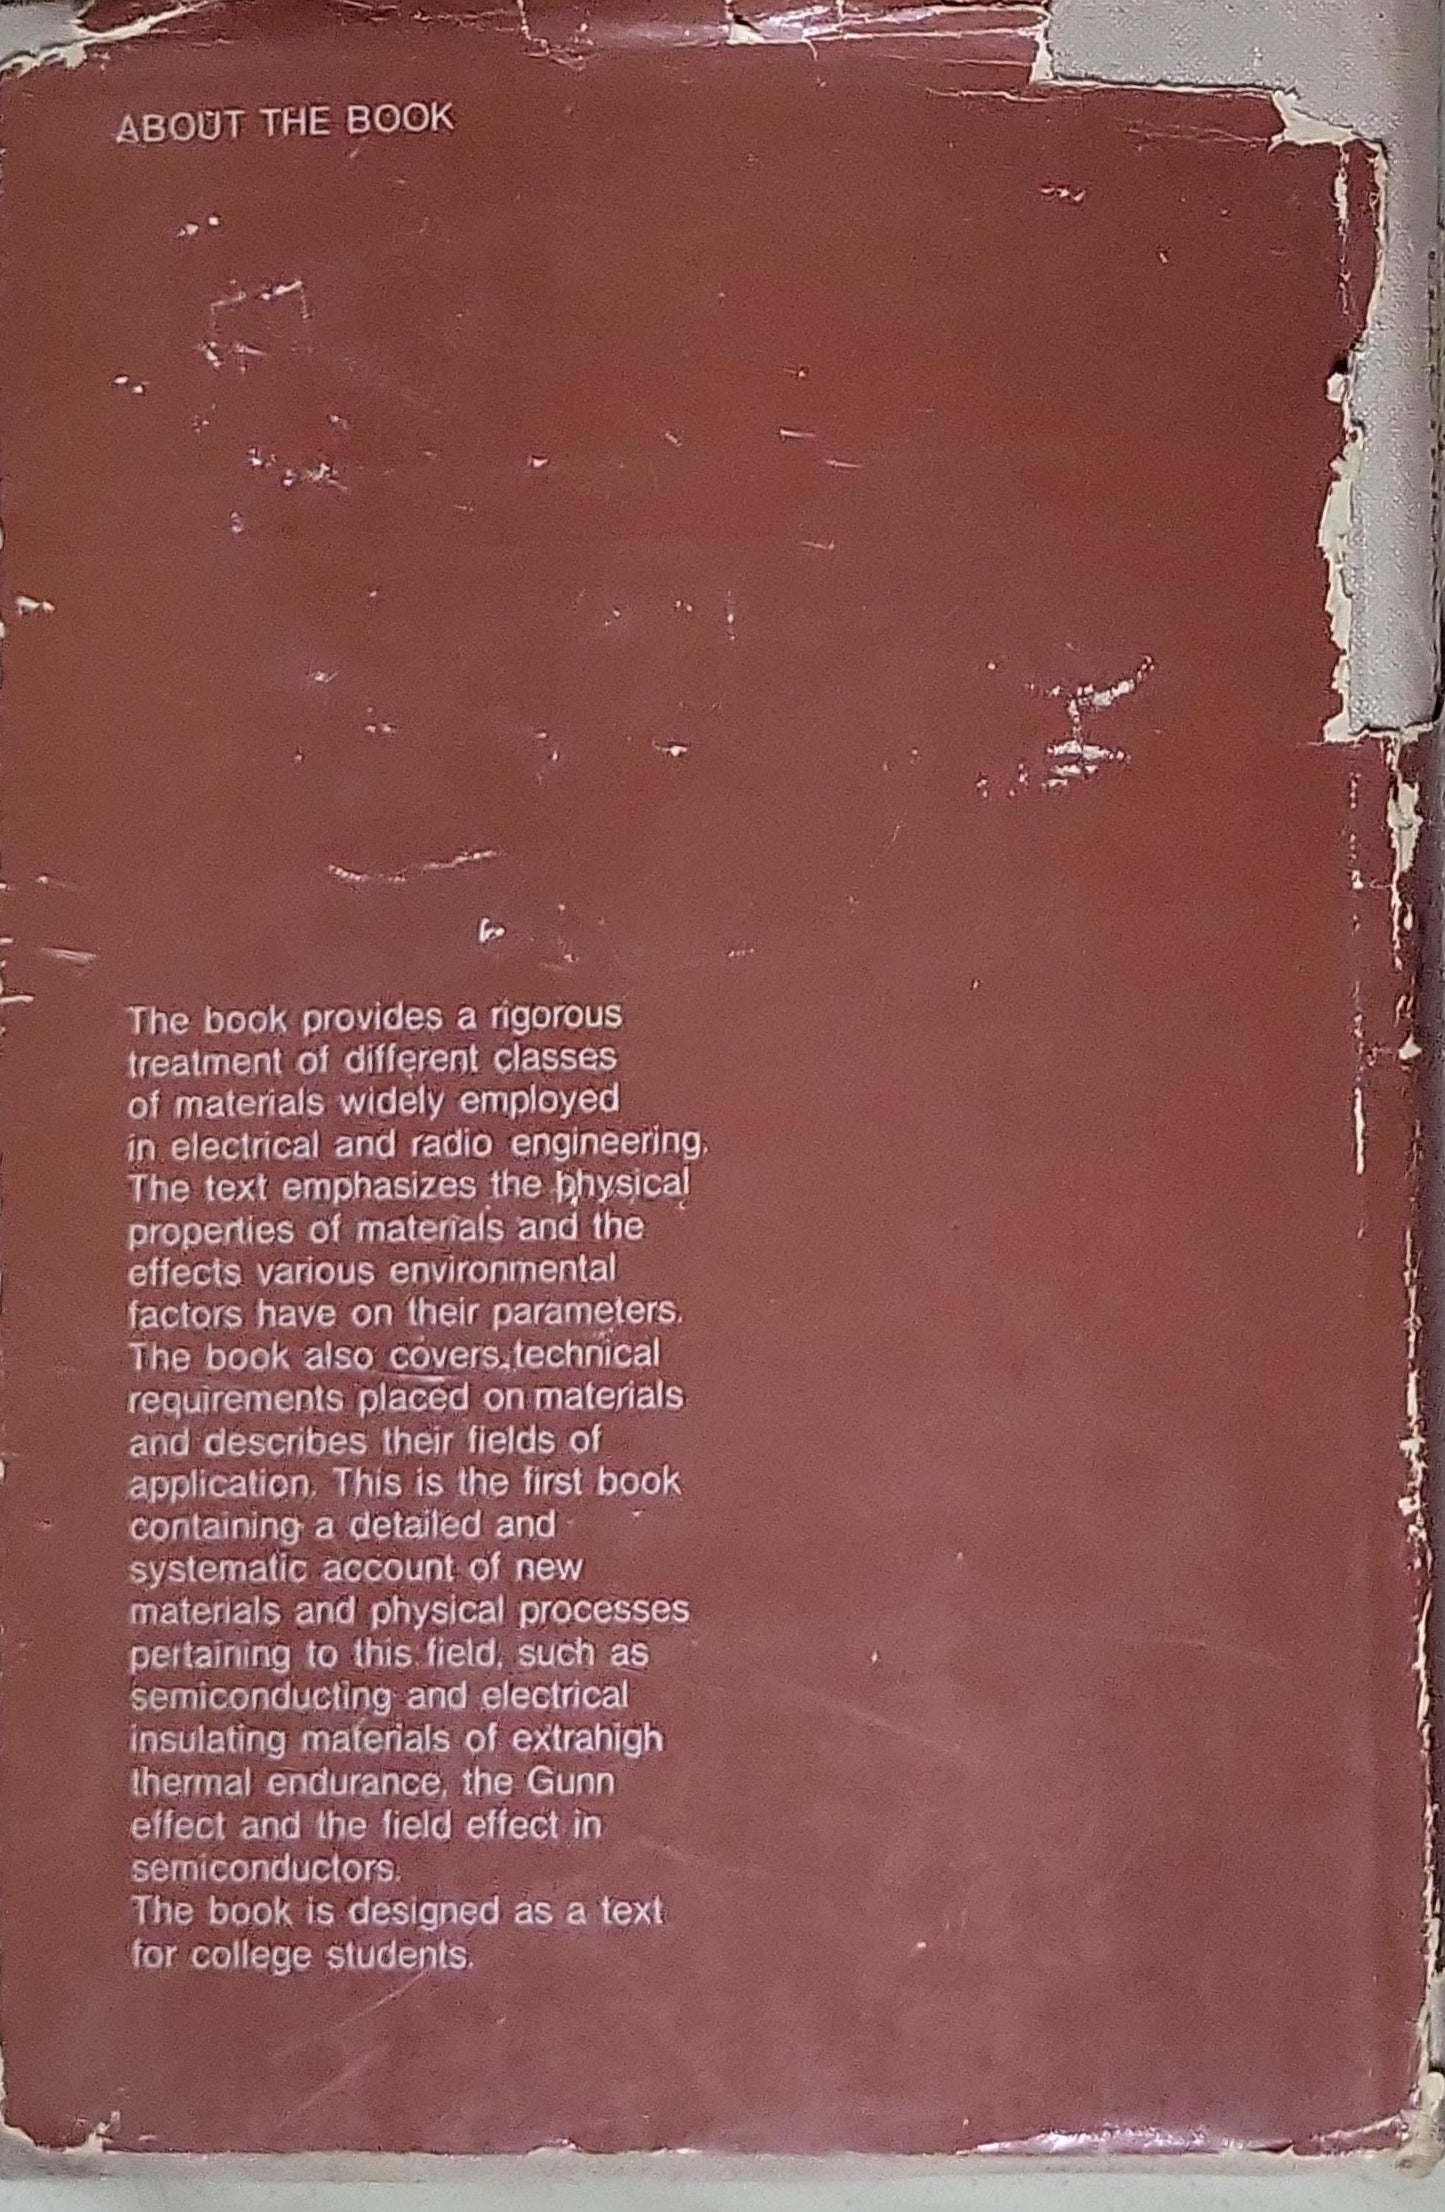 ABOUT THE BOOK
The book provides a rigorous
treatment of different classes
of materials widely employed
in electrical and radio engineering.
The text emphasizes the physical
properties of materials and the
effects various environmental
factors have on their parameters.
The book also covers technical
requirements placed on materials
and describes their fields of
application. This is the first book
containing a detailed and
systematic account of new
materials and physical processes
pertaining to this field, such as
semiconducting and electrical
insulating materials of extrahigh
thermal endurance, the Gunn
effect and the field effect in
semiconductors.
The book is designed as a text
for college students.